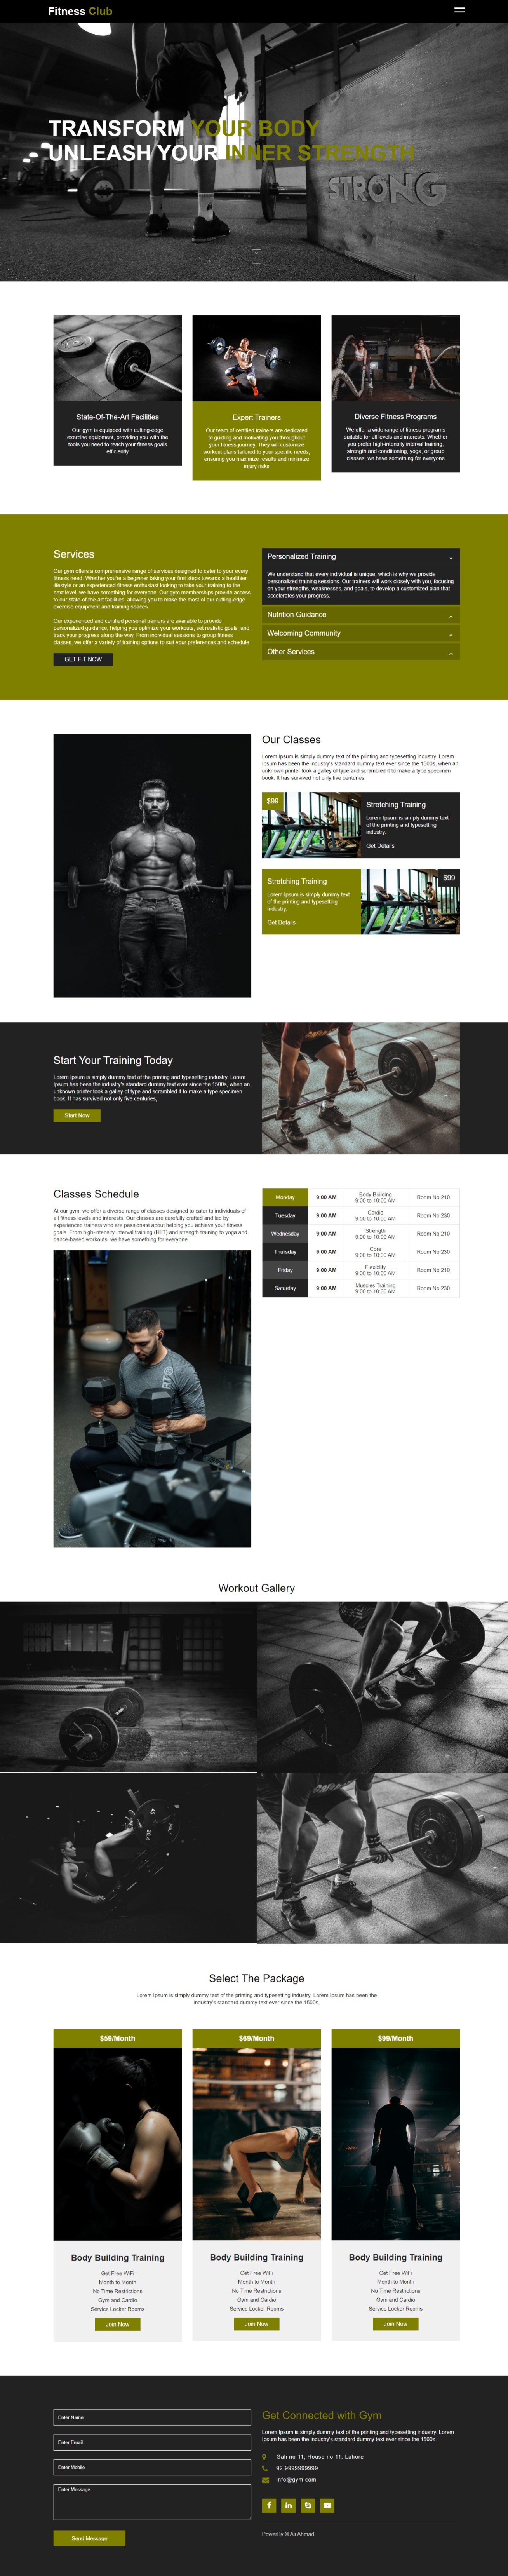 Fitness Club
TRANSFORM YOUR BODY
UNLEASH YOUR INNER STRENGTH
STRONG
State-Of-The-Art Facilities
Our gym is equipped with cutting-edge
exercise equipment, providing you with the
tools you need to reach your fitness goals
efficiently
Expert Trainers
Our team of certified trainers are dedicated
to guiding and motivating you throughout
your fitness journey. They will customize
workout plans tailored to your specific needs,
ensuring you maximize results and minimize
injury risks.
Diverse Fitness Programs
We offer a wide range of fitness programs
suitable for all levels and interests. Whether
you prefer high-intensity interval training,
strength and conditioning, yoga, or group
classes, we have something for everyone
Services
Our gym offers a comprehensive range of services designed to cater to your every
fitness need. Whether you're a beginner taking your first steps towards a healthier
lifestyle or an experienced fitness enthusiast looking to take your training to the
next level, we have something for everyone. Our gym memberships provide access
to our state-of-the-art facilities, allowing you to make the most of our cutting-edge
exercise equipment and training spaces
Our experienced and certified personal trainers are available to provide
personalized guidance, helping you optimize your workouts, set realistic goals, and
track your progress along the way. From individual sessions to group fitness
classes, we offer a variety of training options to suit your preferences and schedule
GET FIT NOW
Personalized Training
We understand that every individual is unique, which is why we provide
personalized training sessions. Our trainers will work closely with you, focusing
on your strengths, weaknesses, and goals, to develop a customized plan that
accelerates your progress.
Nutrition Guidance
Welcoming Community
Other Services
Our Classes
Lorem Ipsum is simply dummy text of the printing and typesetting industry. Lorem
Ipsum has been the industry's standard dummy text ever since the 1500s, when an
unknown printer took a galley of type and scrambled it to make a type specimen
book. It has survived not only five centuries,
$99
Stretching Training
Lorem Ipsum is simply dummy text
of the printing and typesetting
industry.
Get Details
Stretching Training
Lorem Ipsum is simply dummy text
of the printing and typesetting
industry.
Get Details
$99
Start Your Training Today
Lorem Ipsum is simply dummy text of the printing and typesetting industry. Lorem
Ipsum has been the industry's standard dummy text ever since the 1500s, when an
unknown printer took a galley of type and scrambled it to make a type specimen
book. It has survived not only five centuries,
Start Now
Classes Schedule
At our gym, we offer a diverse range of classes designed to cater to individuals of
all fitness levels and interests. Our classes are carefully crafted and led by
experienced trainers who are passionate about helping you achieve your fitness
goals. From high-intensity interval training (HIIT) and strength training to yoga and
dance-based workouts, we have something for everyone
Monday 9:00 AM Body Building 9:00 to 10:00 AM Room No:210
Tuesday 9:00 AM Cardio 9:00 to 10:00 AM Room No:230
Wednesday 9:00 AM Strength 9:00 to 10:00 AM Room No:210
Thursday 9:00 AM Core 9:00 to 10:00 AM Room No:230
Friday 9:00 AM Flexiblity 9:00 to 10:00 AM Room No:210
Saturday 9:00 AM Muscles Training 9:00 to 10:00 AM Room No:230
Workout Gallery
Select The Package
Lorem Ipsum is simply dummy text of the printing and typesetting industry. Lorem Ipsum has been the
industry's standard dummy text ever since the 1500s,
$59/Month
Body Building Training
Get Free WiFi
Month to Month
No Time Restrictions
Gym and Cardio
Service Locker Rooms
Join Now
$69/Month
Body Building Training
Get Free WiFi
Month to Month
No Time Restrictions
Gym and Cardio
Service Locker Rooms
Join Now
$99/Month
Body Building Training
Get Free WiFi
Month to Month
No Time Restrictions
Gym and Cardio
Service Locker Rooms
Join Now
Enter Name
Enter Email
Enter Mobile
Enter Message
Send Message
Get Connected with Gym
Lorem Ipsum is simply dummy text of the printing and typesetting industry. Lorem
Ipsum has been the industry's standard dummy text ever since the 1500s.
Gali no 11, House no 11, Lahore
92 9999999999
info@gym.com
PowerBy © Ali Ahmad